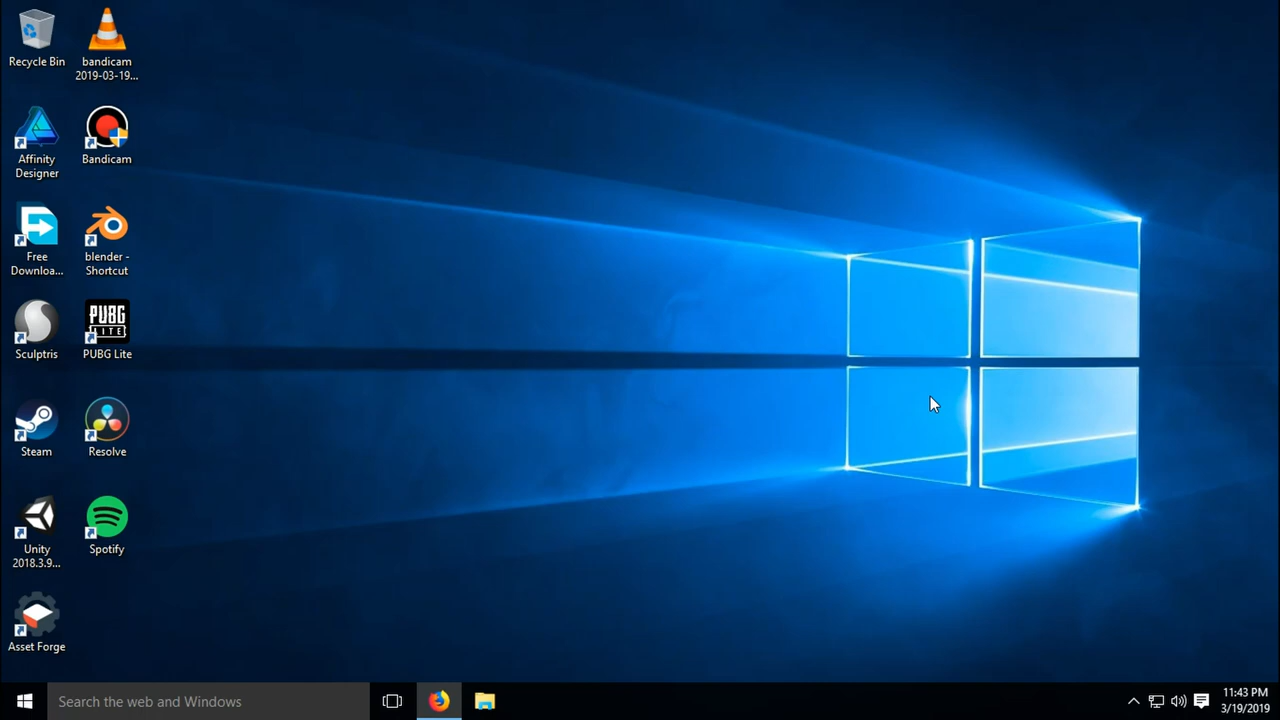 Recycle Bin
bandicam
2019-03-19...
Affinity
Designer
Bandicam
Free
Downloa...
blender -
Shortcut
Sculptris
PUBG
LITE
PUBG Lite
Steam
Resolve
Unity
2018.3.9...
Spotify
Asset Forge
Search the web and Windows
11:43 PM
3/19/2019